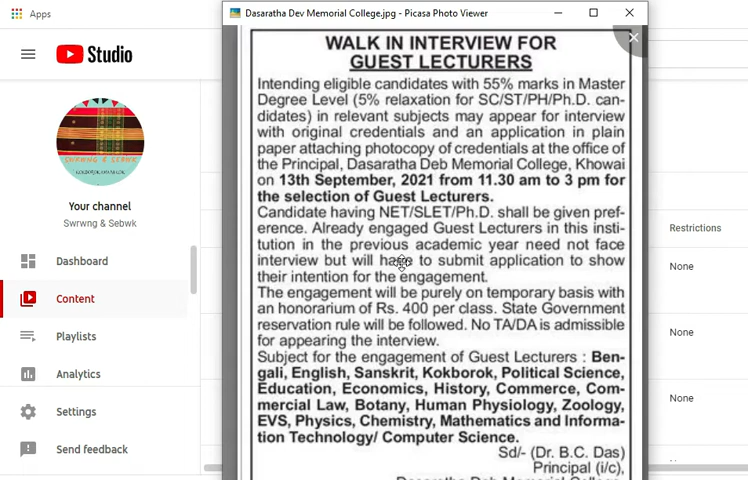 Apps
Dasaratha Dev Memorial College.jpg - Picasa Photo Viewer
Studio
SWRWNG & SEBWK
Your channel
Swrwng & Sebwk
Dashboard
Content
Playlists
Analytics
Settings
Send feedback
WALK IN INTERVIEW FOR
GUEST LECTURERS
Intending eligible candidates with 55% marks in Master
Degree Level (5% relaxation for SC/ST/PH/Ph.D. can-
didates) in relevant subjects may appear for interview
with original credentials and an application in plain
paper attaching photocopy of credentials at the office of
the Principal, Dasaratha Deb Memorial College, Khowai
on 13th September, 2021 from 11.30 am to 3 pm for
the selection of Guest Lecturers.
Candidate having NET/SLET/Ph.D. shall be given pref-
erence. Already engaged Guest Lecturers in this insti-
tution in the previous academic year need not face
interview but will have to submit application to show
their intention for the engagement.
The engagement will be purely on temporary basis with
an honorarium of Rs. 400 per class. State Government
reservation rule will be followed. No TA/DA is admissible
for appearing the interview.
Subject for the engagement of Guest Lecturers : Ben-
gali, English, Sanskrit, Kokborok, Political Science,
Education, Economics, History, Commerce, Com-
mercial Law, Botany, Human Physiology, Zoology,
EVS, Physics, Chemistry, Mathematics and Informa-
tion Technology/ Computer Science.
Sd/- (Dr. B.C. Das)
Principal (i/c),
Dasaratha Deb Memorial College,
Restrictions
None
None
None